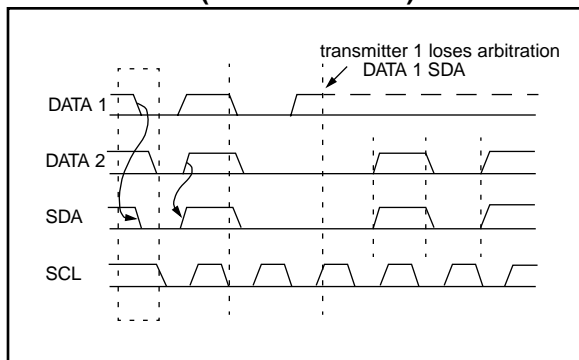 transmitter 1 loses arbitration
DATA 1 SDA
DATA 1
DATA 2
SDA
SCL